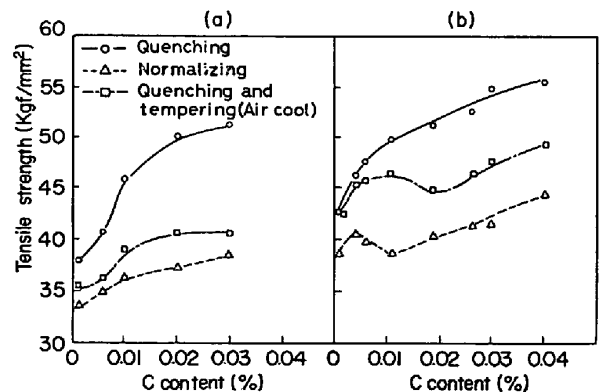 (a) (b)
60
55
50
45
40
35
30
Tensile strength (Kgf/mm²)
Quenching
Normalizing
Quenching and
tempering(Air cool)
0 0.01 0.02 0.03 0.04
0 0.01 0.02 0.03 0.04
C content (%) C content (%)